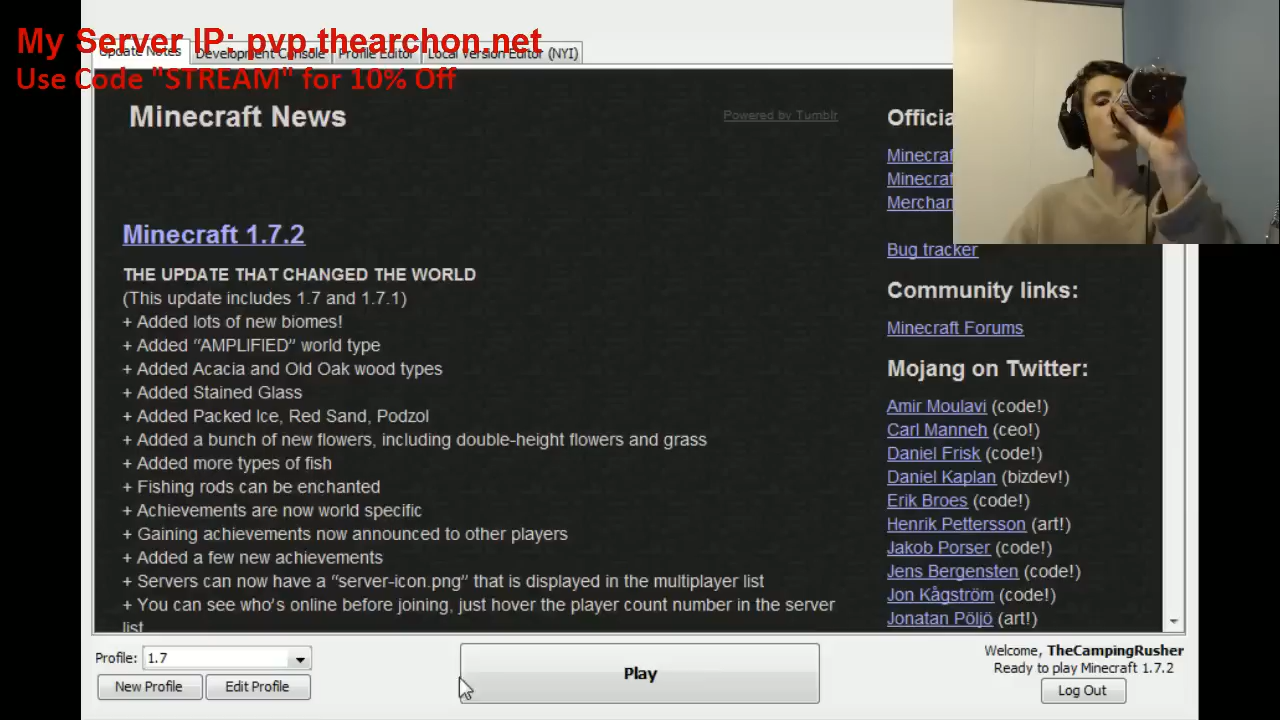 My Server IP: pvp.thearchon.net
Use Code "STREAM" for 10% Off
Update Notes
Development Console
Profile Editor
Local Version Editor (NYI)
Minecraft News
Powered by Tumblr
Minecraft 1.7.2
THE UPDATE THAT CHANGED THE WORLD
(This update includes 1.7 and 1.7.1)
+ Added lots of new biomes!
+ Added "AMPLIFIED" world type
+ Added Acacia and Old Oak wood types
+ Added Stained Glass
+ Added Packed Ice, Red Sand, Podzol
+ Added a bunch of new flowers, including double-height flowers and grass
+ Added more types of fish
+ Fishing rods can be enchanted
+ Achievements are now world specific
+ Gaining achievements now announced to other players
+ Added a few new achievements
+ Servers can now have a "server-icon.png" that is displayed in the multiplayer list
+ You can see who's online before joining, just hover the player count number in the server
list
Officia
Minecraf
Minecraf
Merchan
Bug tracker
Community links:
Minecraft Forums
Mojang on Twitter:
Amir Moulavi (code!)
Carl Manneh (ceo!)
Daniel Frisk (code!)
Daniel Kaplan (bizdev!)
Erik Broes (code!)
Henrik Pettersson (art!)
Jakob Porser (code!)
Jens Bergensten (code!)
Jon Kågström (code!)
Jonatan Pöljö (art!)
Profile: 1.7
New Profile
Edit Profile
Play
Welcome, TheCampingRusher
Ready to play Minecraft 1.7.2
Log Out